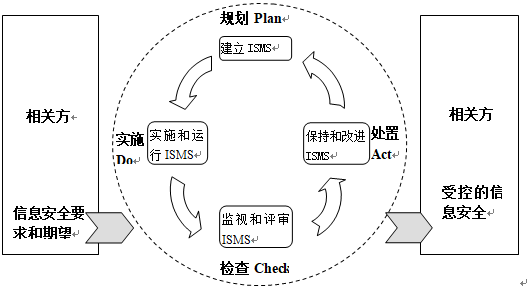 规划 Plan
建立 ISMS
相关方
相关方
实施
Do
实施和运
行 ISMS
保持和改进
ISMS
处置
Act
信息安全要
求和期望
受控的信
息安全
监视和评审
ISMS
检查 Check